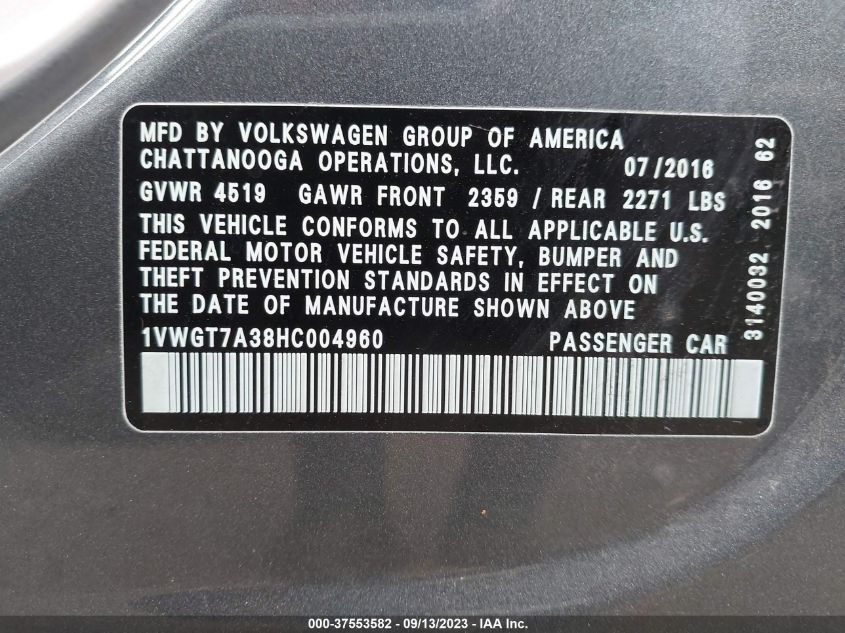 MFD BY VOLKSWAGEN GROUP OF AMERICA
CHATTANOOGA OPERATIONS, LLC. 07/2016
GVWR 4519 GAWR FRONT 2359 / REAR 2271 LBS
THIS VEHICLE CONFORMS TO ALL APPLICABLE U.S.
FEDERAL MOTOR VEHICLE SAFETY, BUMPER AND
THEFT PREVENTION STANDARDS IN EFFECT ON
THE DATE OF MANUFACTURE SHOWN ABOVE
1VWGT7A38HC004960 PASSENGER CAR
3140032 2016 62
000-37553582 - 09/13/2023 - IAAI.com